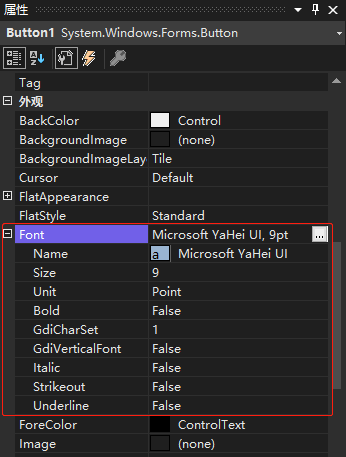 属性
Button1 System.Windows.Forms.Button
Tag
外观
BackColor Control
BackgroundImage (none)
BackgroundImageLay Tile
Cursor Default
FlatAppearance
FlatStyle Standard
Font Microsoft YaHei UI, 9pt ...
Name a Microsoft YaHei UI
Size 9
Unit Point
Bold False
GdiCharSet 1
GdiVerticalFont False
Italic False
Strikeout False
Underline False
ForeColor ControlText
Image (none)